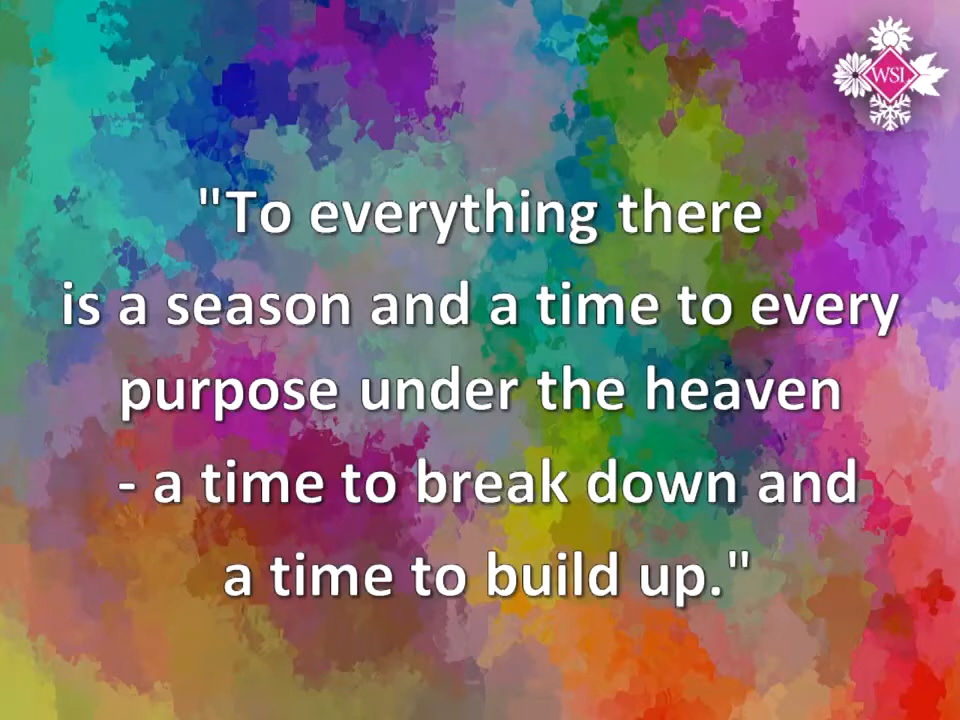 WSI
"To everything there
is a season and a time to every
purpose under the heaven
- a time to break down and
a time to build up."